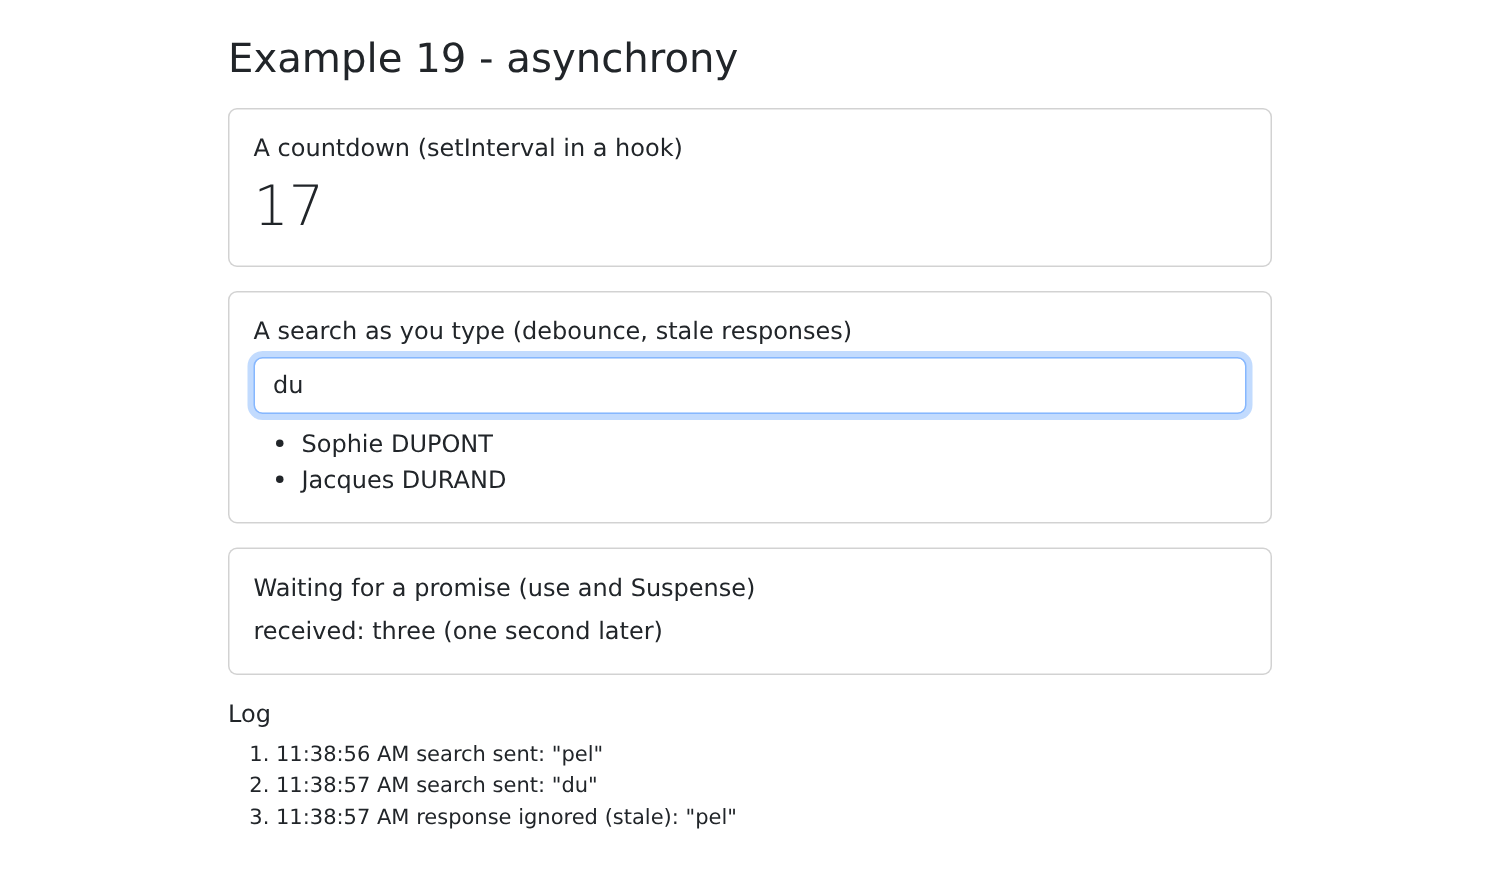 Example 19 - asynchrony
A countdown (setInterval in a hook)
17
A search as you type (debounce, stale responses)
du
• Sophie DUPONT
• Jacques DURAND
Waiting for a promise (use and Suspense)
received: three (one second later)
Log
1. 11:38:56 AM search sent: "pel"
2. 11:38:57 AM search sent: "du"
3. 11:38:57 AM response ignored (stale): "pel"